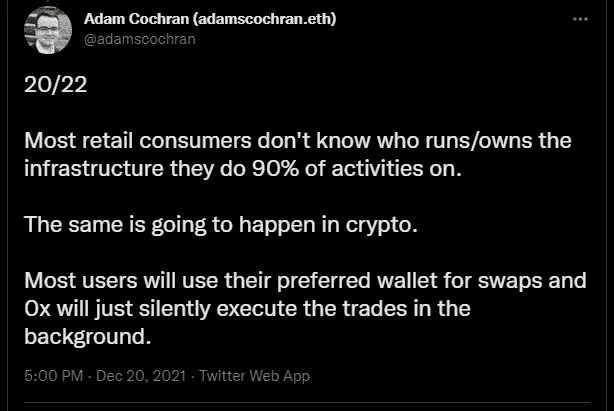 Adam Cochran (adamscochran.eth)
@adamscochran
20/22
Most retail consumers don't know who runs/owns the
infrastructure they do 90% of activities on.
The same is going to happen in crypto.
Most users will use their preferred wallet for swaps and
0x will just silently execute the trades in the
background.
5:00 PM · Dec 20, 2021 · Twitter Web App